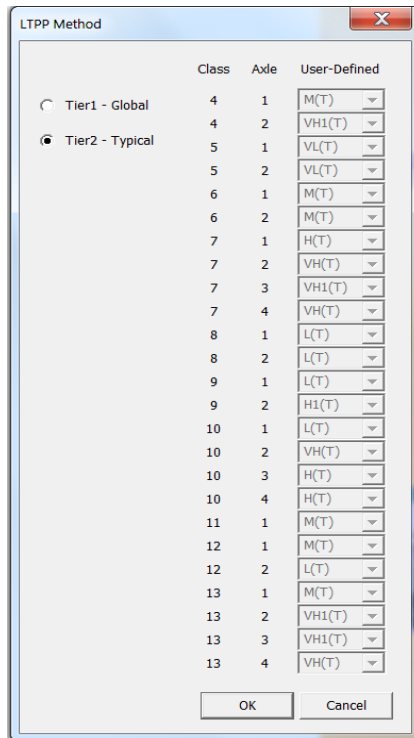 LTPP Method
Class Axle User-Defined
Tier1 - Global
Tier2 - Typical
4 1 M(T)
4 2 VH1(T)
5 1 VL(T)
5 2 VL(T)
6 1 M(T)
6 2 M(T)
7 1 H(T)
7 2 VH(T)
7 3 VH1(T)
7 4 VH(T)
8 1 L(T)
8 2 L(T)
9 1 L(T)
9 2 H1(T)
10 1 L(T)
10 2 VH(T)
10 3 H(T)
10 4 H(T)
11 1 M(T)
12 1 M(T)
12 2 L(T)
13 1 M(T)
13 2 VH1(T)
13 3 VH1(T)
13 4 VH(T)
OK Cancel